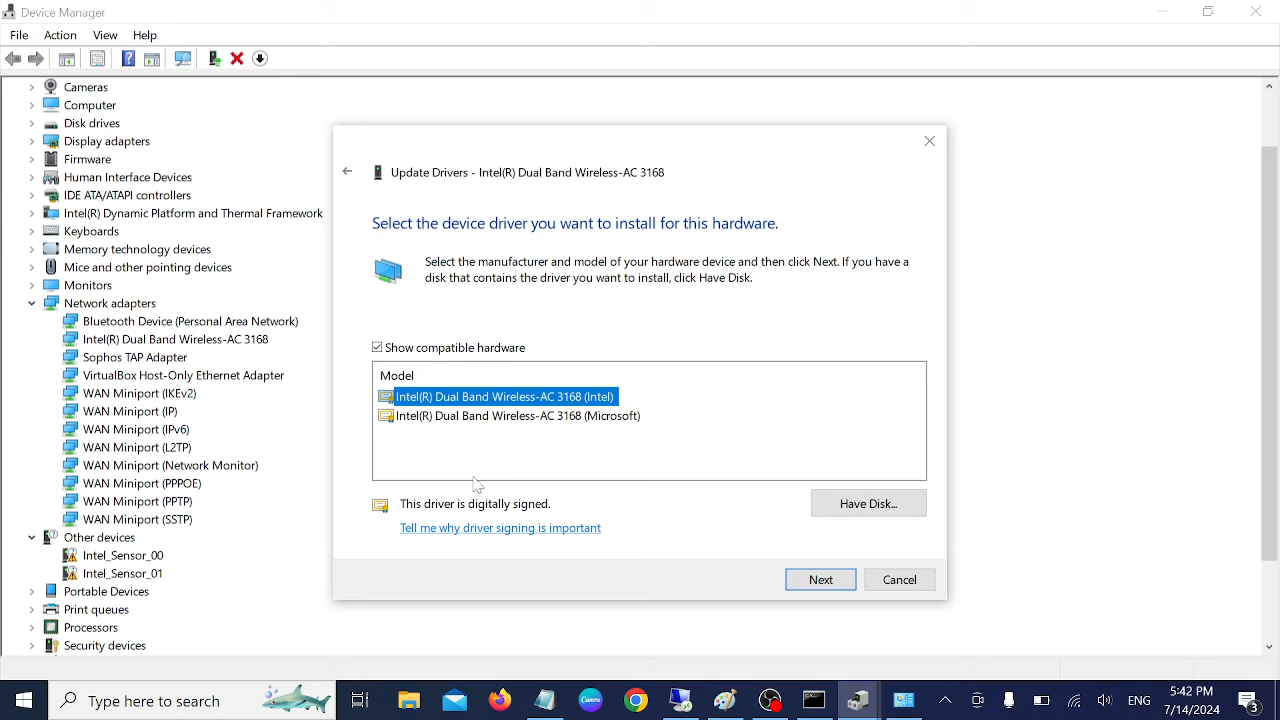 Device Manager
File Action View Help
Cameras
Computer
Disk drives
Display adapters
Firmware
Human Interface Devices
IDE ATA/ATAPI controllers
Intel(R) Dynamic Platform and Thermal Framework
Keyboards
Memory technology devices
Mice and other pointing devices
Monitors
Network adapters
Bluetooth Device (Personal Area Network)
Intel(R) Dual Band Wireless-AC 3168
Sophos TAP Adapter
VirtualBox Host-Only Ethernet Adapter
WAN Miniport (IKEv2)
WAN Miniport (IP)
WAN Miniport (IPv6)
WAN Miniport (L2TP)
WAN Miniport (Network Monitor)
WAN Miniport (PPPOE)
WAN Miniport (PPTP)
WAN Miniport (SSTP)
Other devices
Intel_Sensor_00
Intel_Sensor_01
Portable Devices
Print queues
Processors
Security devices
Update Drivers - Intel(R) Dual Band Wireless-AC 3168
Select the device driver you want to install for this hardware.
Select the manufacturer and model of your hardware device and then click Next. If you have a
disk that contains the driver you want to install, click Have Disk.
Show compatible hardware
Model
Intel(R) Dual Band Wireless-AC 3168 (Intel)
Intel(R) Dual Band Wireless-AC 3168 (Microsoft)
This driver is digitally signed.
Have Disk...
Tell me why driver signing is important
Next Cancel
Type here to search
Canva
ENG
5:42 PM
7/14/2024
3